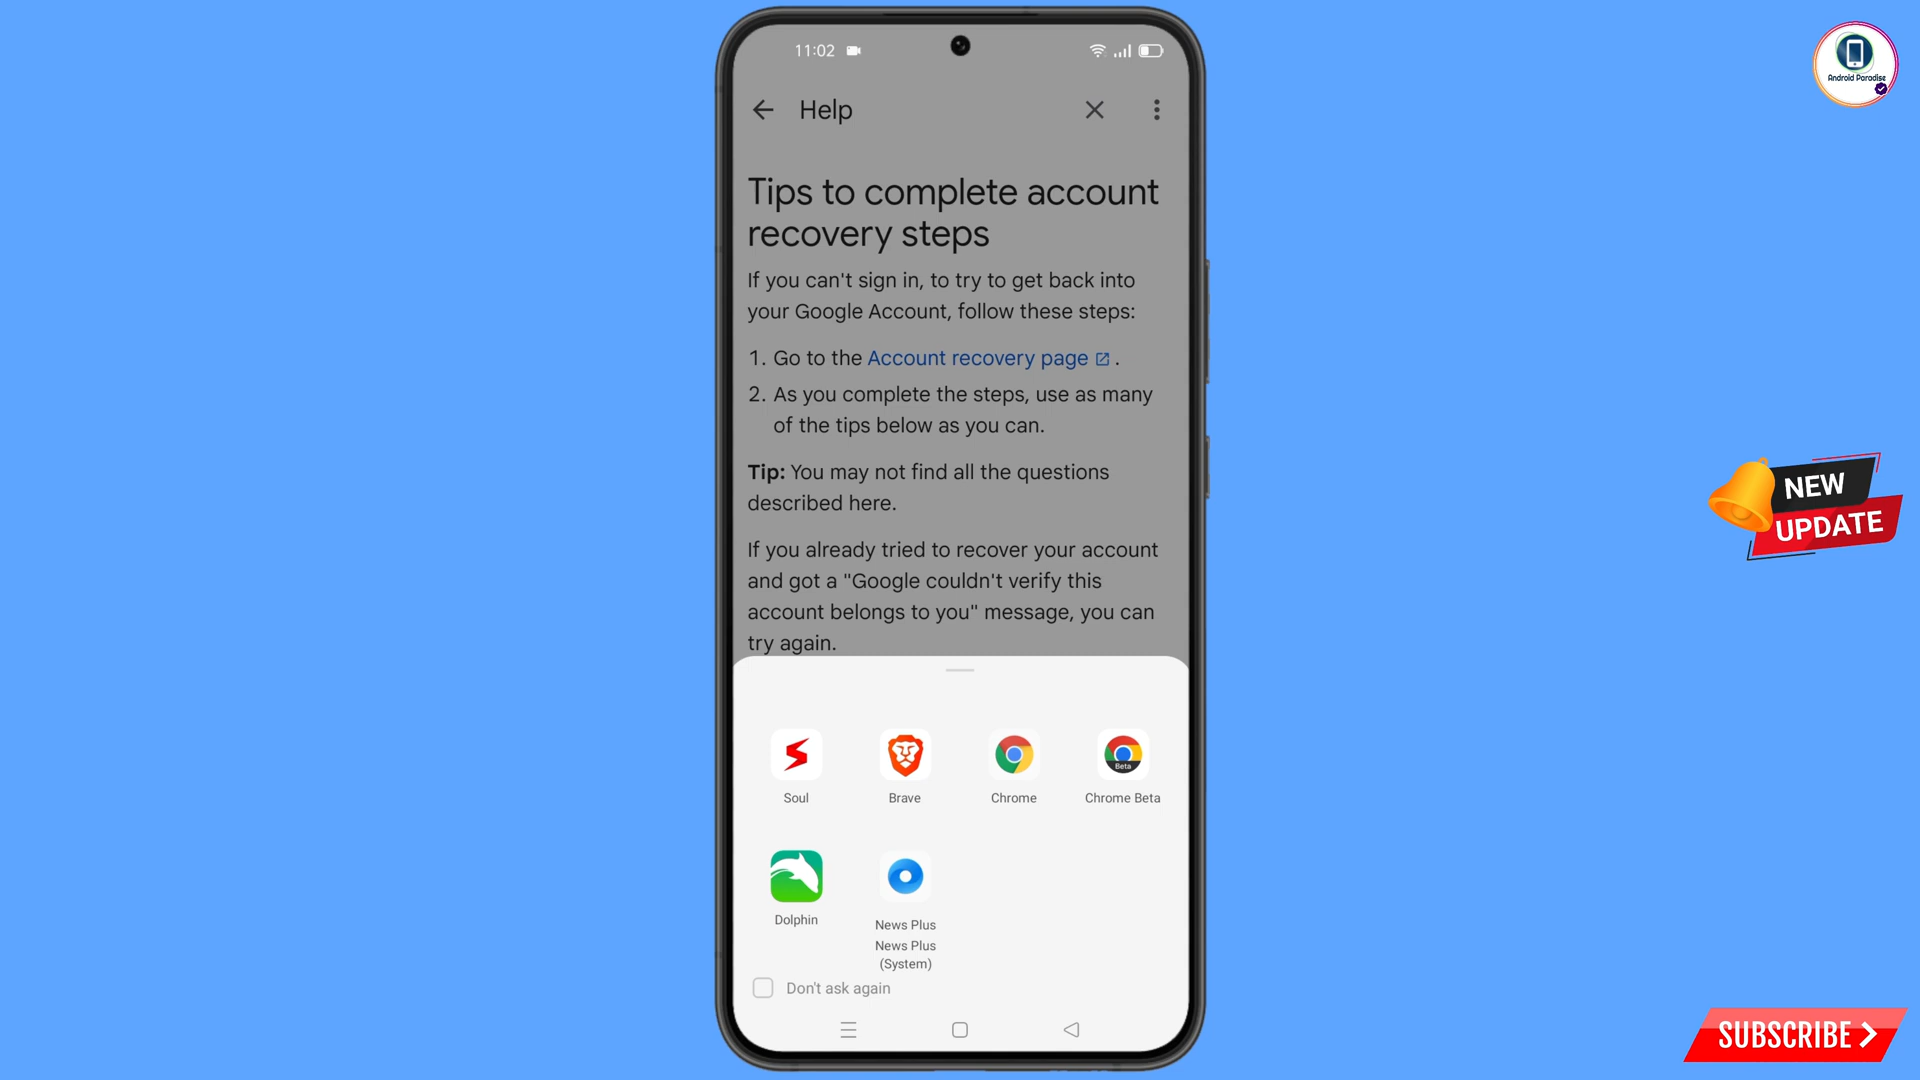 11:02
Android Paradise
Help
Tips to complete account
recovery steps
If you can't sign in, to try to get back into
your Google Account, follow these steps:
1. Go to the Account recovery page .
2. As you complete the steps, use as many
of the tips below as you can.
Tip: You may not find all the questions
described here.
If you already tried to recover your account
and got a "Google couldn't verify this
account belongs to you" message, you can
try again.
NEW
UPDATE
Beta
Soul
Brave
Chrome
Chrome Beta
Dolphin
News Plus
News Plus
(System)
Don't ask again
SUBSCRIBE